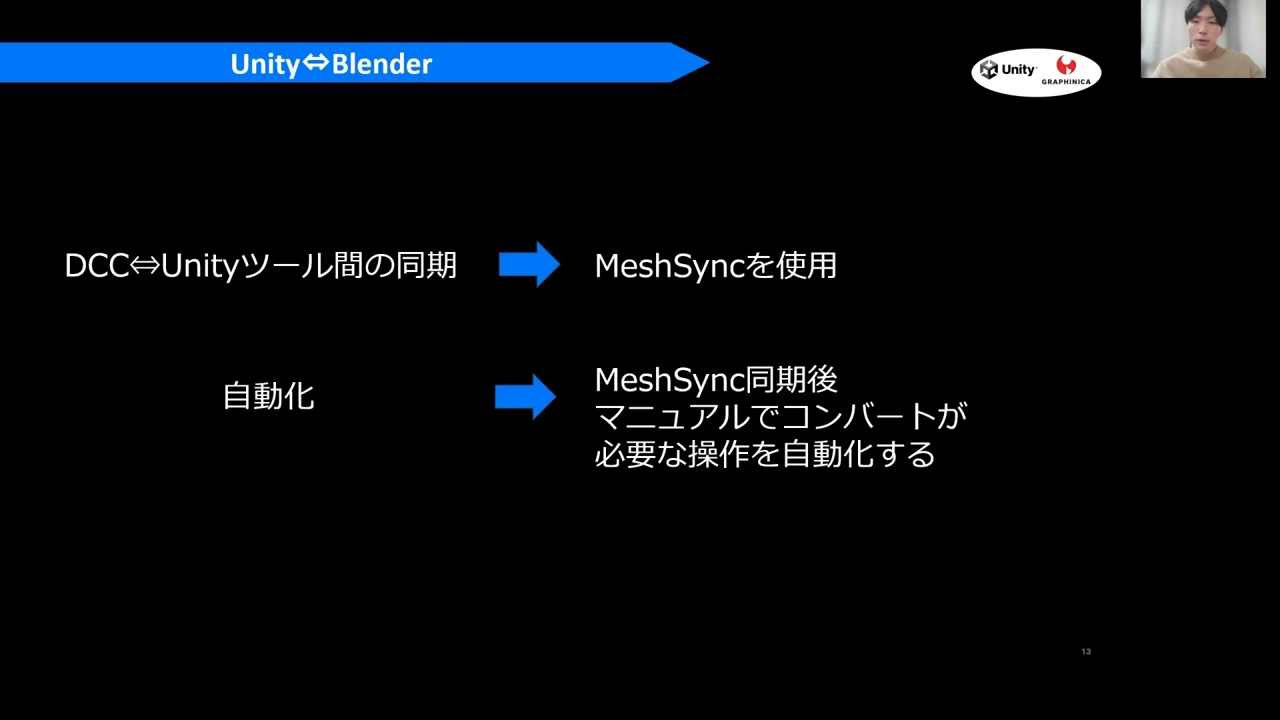 Unity⇔Blender
Unity
GRAPHINICA
DCC⇔Unityツール間の同期
MeshSyncを使用
自動化
MeshSync同期後
マニュアルでコンバートが
必要な操作を自動化する
13